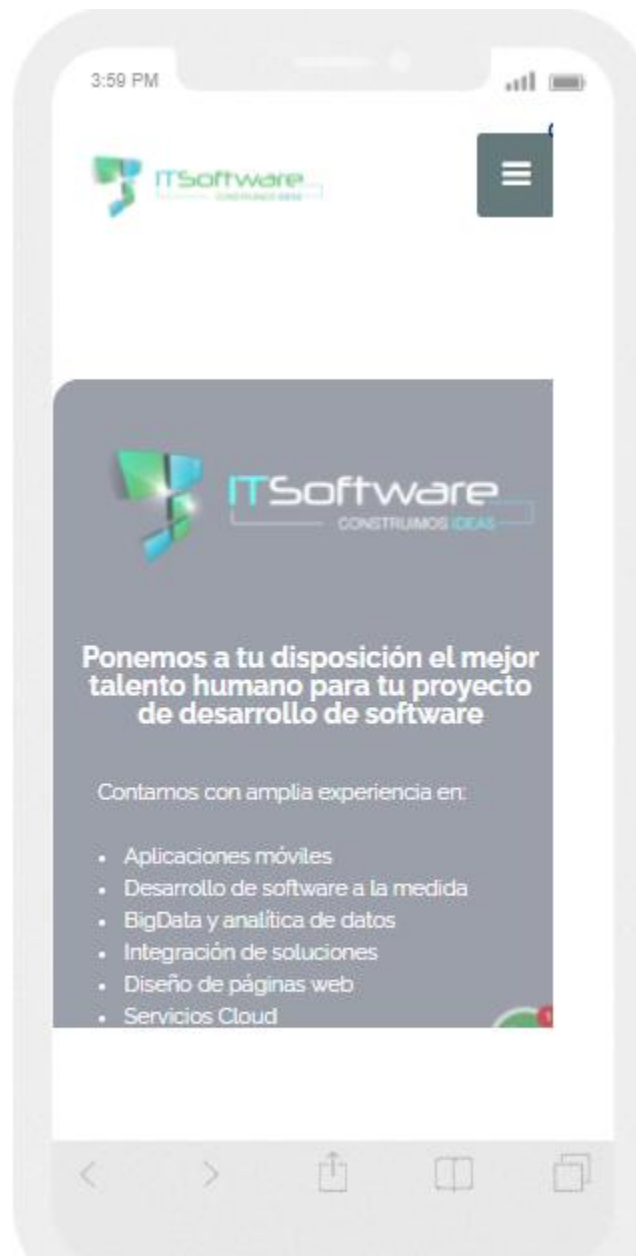 3:59 PM
ITSoftware
CONSTRUIMOS IDEAS
ITSoftware
CONSTRUIMOS IDEAS
Ponemos a tu disposición el mejor
talento humano para tu proyecto
de desarrollo de software
Contamos con amplia experiencia en:
• Aplicaciones móviles
• Desarrollo de software a la medida
• BigData y analítica de datos
• Integración de soluciones
• Diseño de páginas web
• Servicios Cloud
1